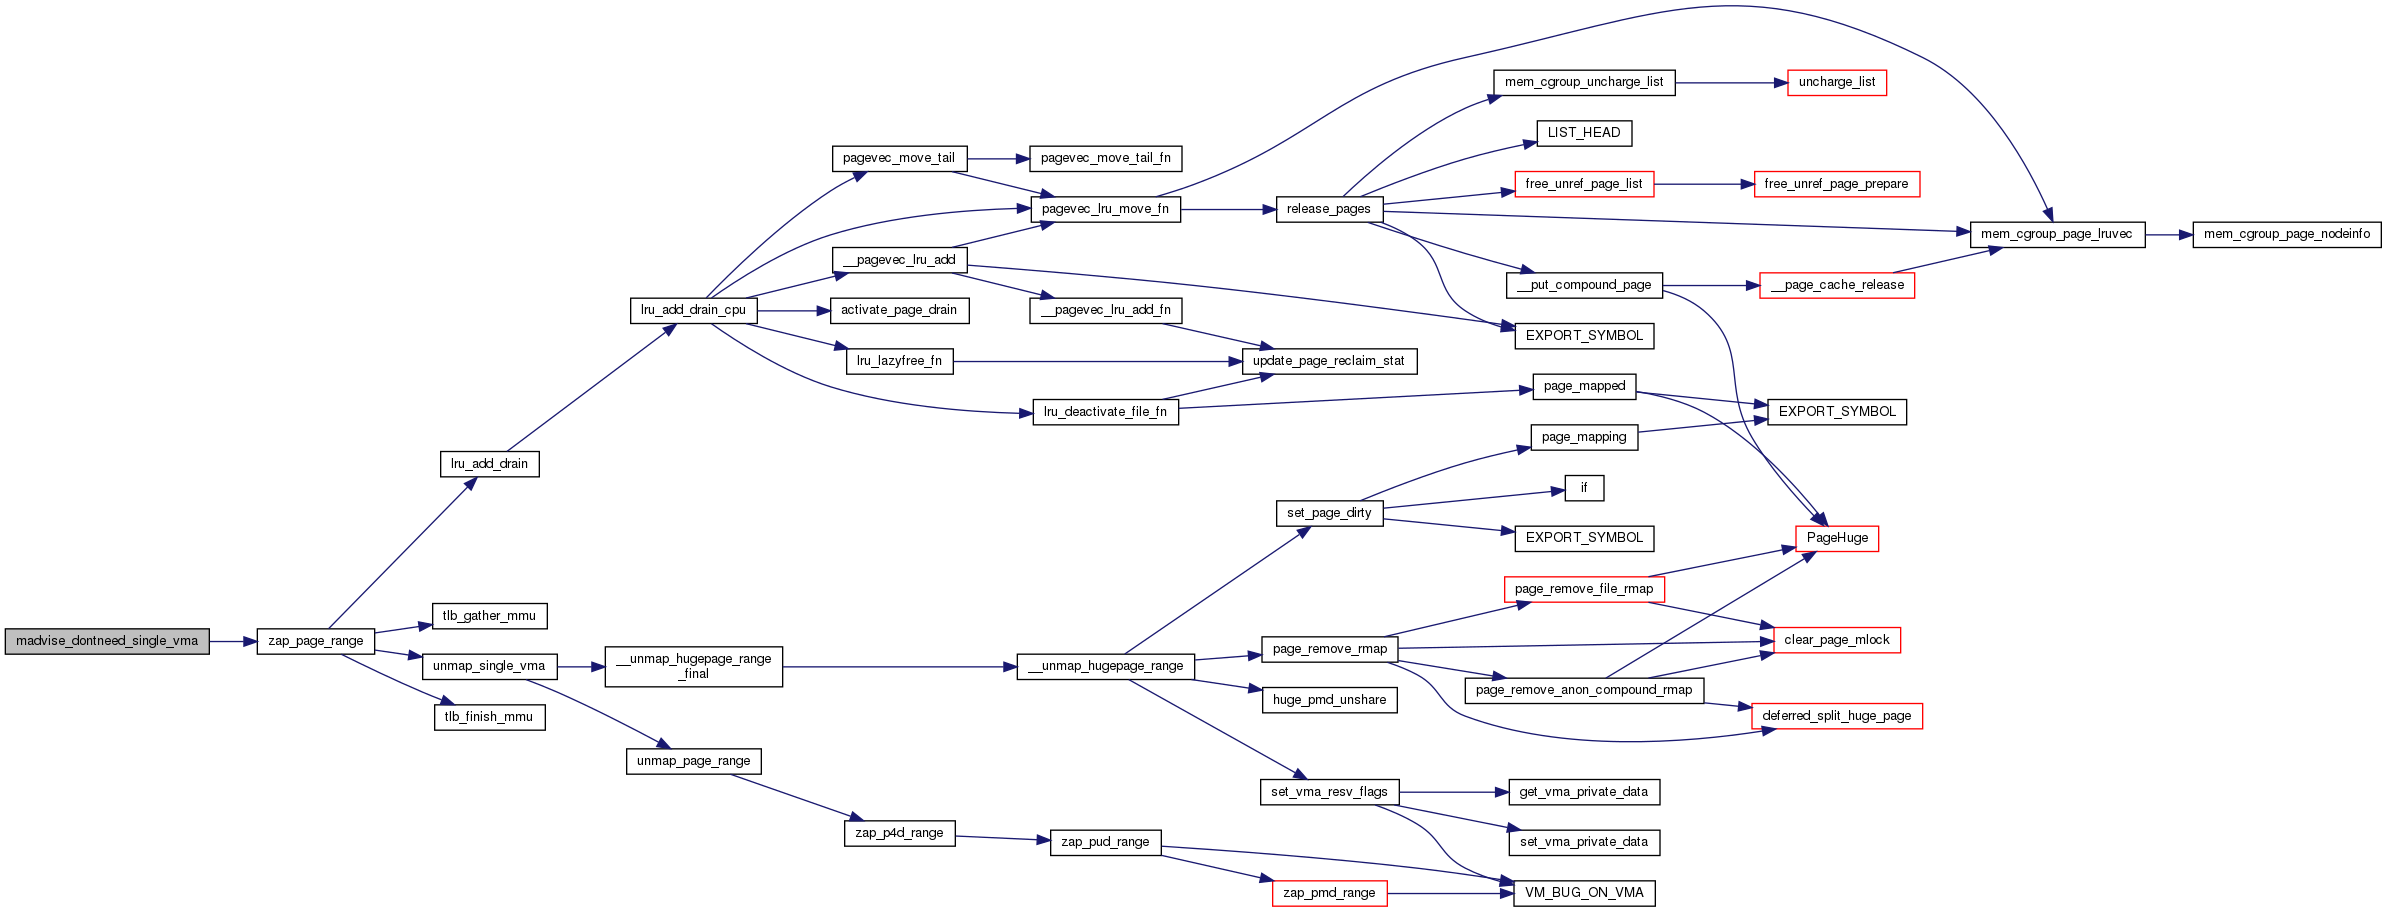 madvise_dontneed_single_vma
zap_page_range
lru_add_drain
tlb_gather_mmu
unmap_single_vma
tlb_finish_mmu
lru_add_drain_cpu
__unmap_hugepage_range
_final
unmap_page_range
pagevec_move_tail
__pagevec_lru_add
activate_page_drain
lru_lazyfree_fn
zap_p4d_range
pagevec_move_tail_fn
pagevec_lru_move_fn
__pagevec_lru_add_fn
lru_deactivate_file_fn
__unmap_hugepage_range
zap_pud_range
release_pages
update_page_reclaim_stat
set_page_dirty
page_remove_rmap
huge_pmd_unshare
set_vma_resv_flags
zap_pmd_range
mem_cgroup_uncharge_list
LIST_HEAD
free_unref_page_list
__put_compound_page
EXPORT_SYMBOL
page_mapped
page_mapping
if
EXPORT_SYMBOL
page_remove_file_rmap
page_remove_anon_compound_rmap
get_vma_private_data
set_vma_private_data
VM_BUG_ON_VMA
uncharge_list
free_unref_page_prepare
__page_cache_release
EXPORT_SYMBOL
PageHuge
clear_page_mlock
deferred_split_huge_page
mem_cgroup_page_lruvec
mem_cgroup_page_nodeinfo